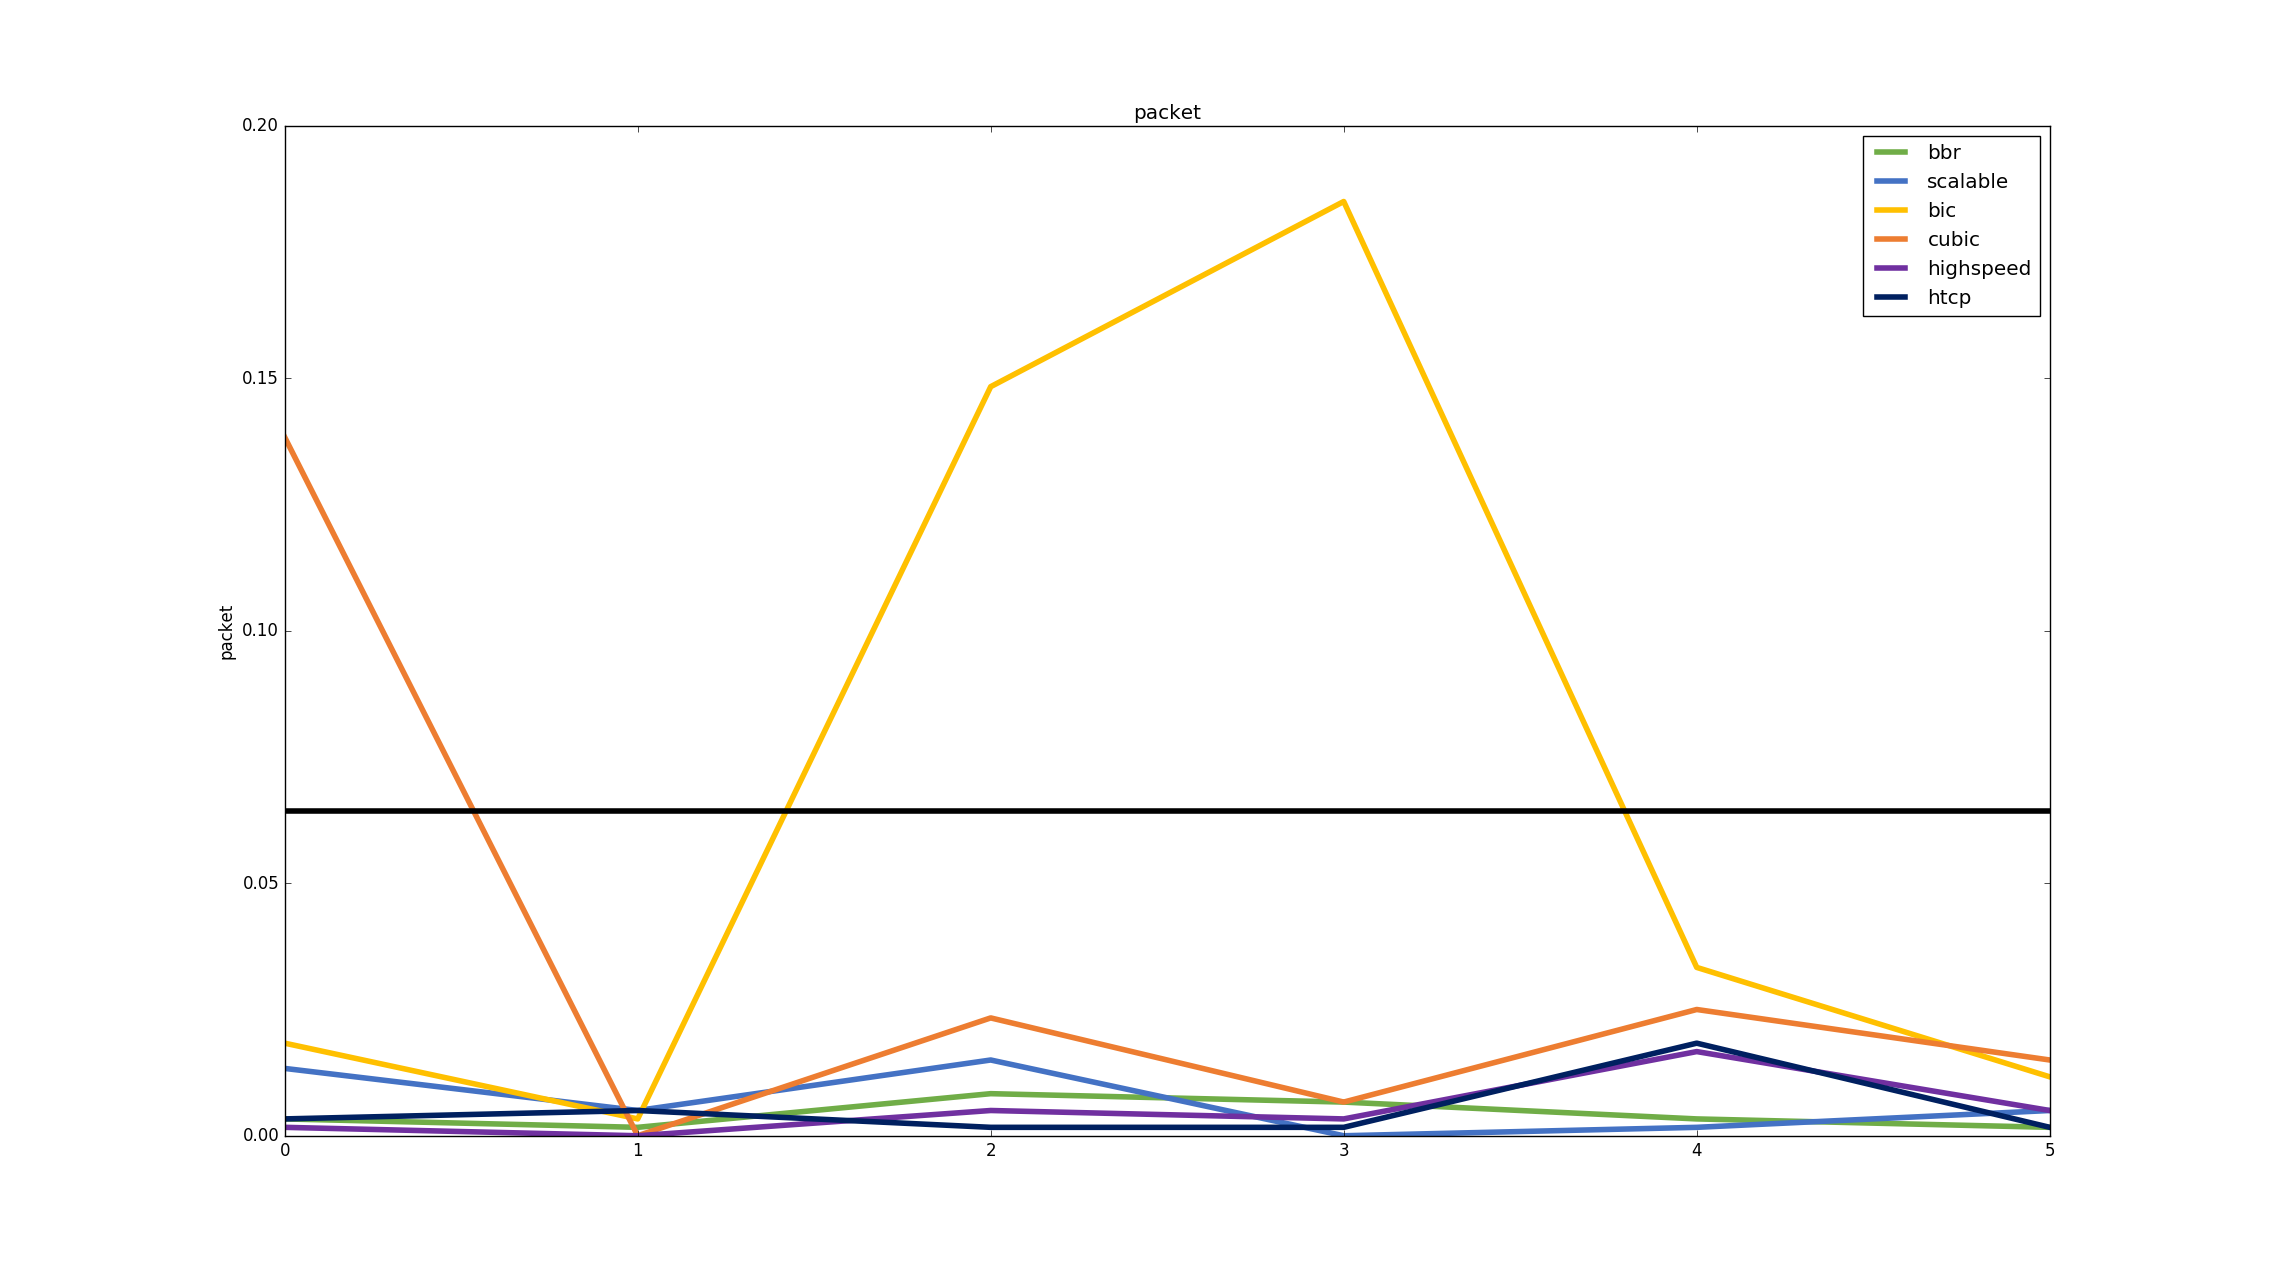 packet
0.20
0.15
0.10
0.05
0.00
packet
0 1 2 3 4 5
bbr
scalable
bic
cubic
highspeed
htcp